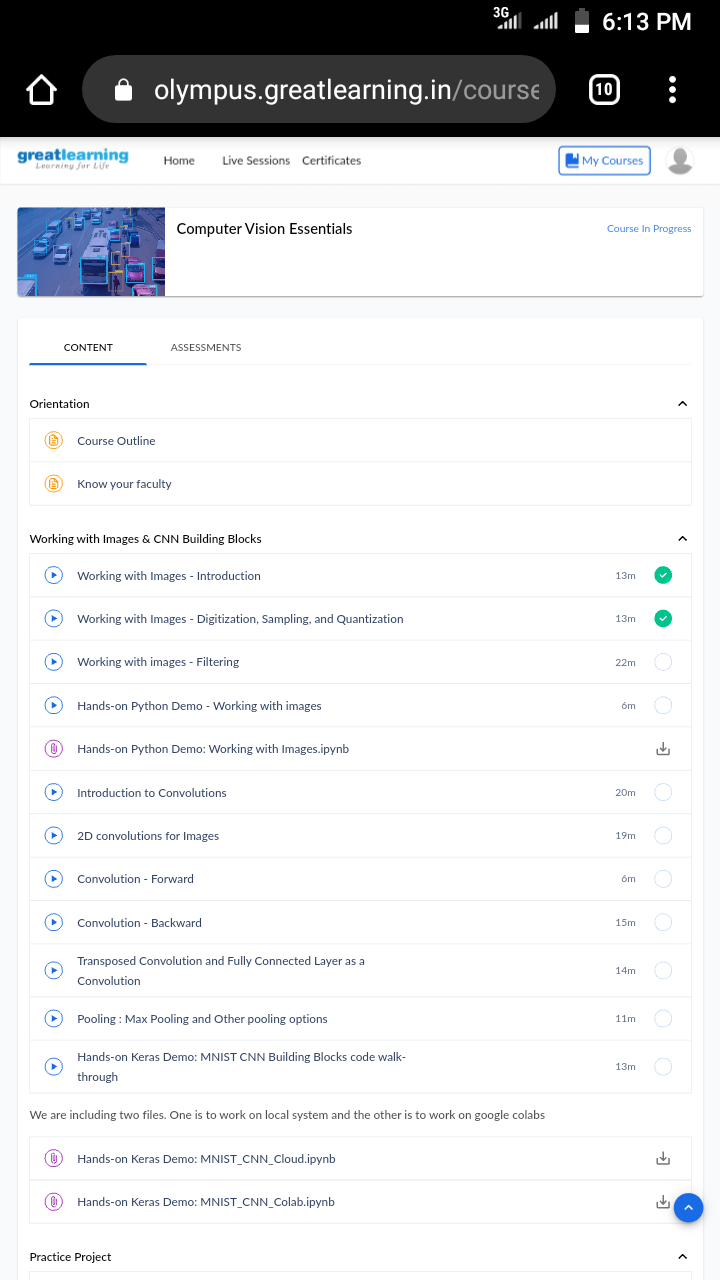 3G 6:13 PM
olympus.greatlearning.in/course 10
greatlearning
Learning for Life
Home Live Sessions Certificates My Courses
Computer Vision Essentials Course In Progress
CONTENT ASSESSMENTS
Orientation
Course Outline
Know your faculty
Working with Images & CNN Building Blocks
Working with Images - Introduction 13m
Working with Images - Digitization, Sampling, and Quantization 13m
Working with images - Filtering 22m
Hands-on Python Demo - Working with images 6m
Hands-on Python Demo: Working with Images.ipynb
Introduction to Convolutions 20m
2D convolutions for Images 19m
Convolution - Forward 6m
Convolution - Backward 15m
Transposed Convolution and Fully Connected Layer as a
Convolution 14m
Pooling : Max Pooling and Other pooling options 11m
Hands-on Keras Demo: MNIST CNN Building Blocks code walk-
through 13m
We are including two files. One is to work on local system and the other is to work on google colabs
Hands-on Keras Demo: MNIST_CNN_Cloud.ipynb
Hands-on Keras Demo: MNIST_CNN_Colab.ipynb
Practice Project